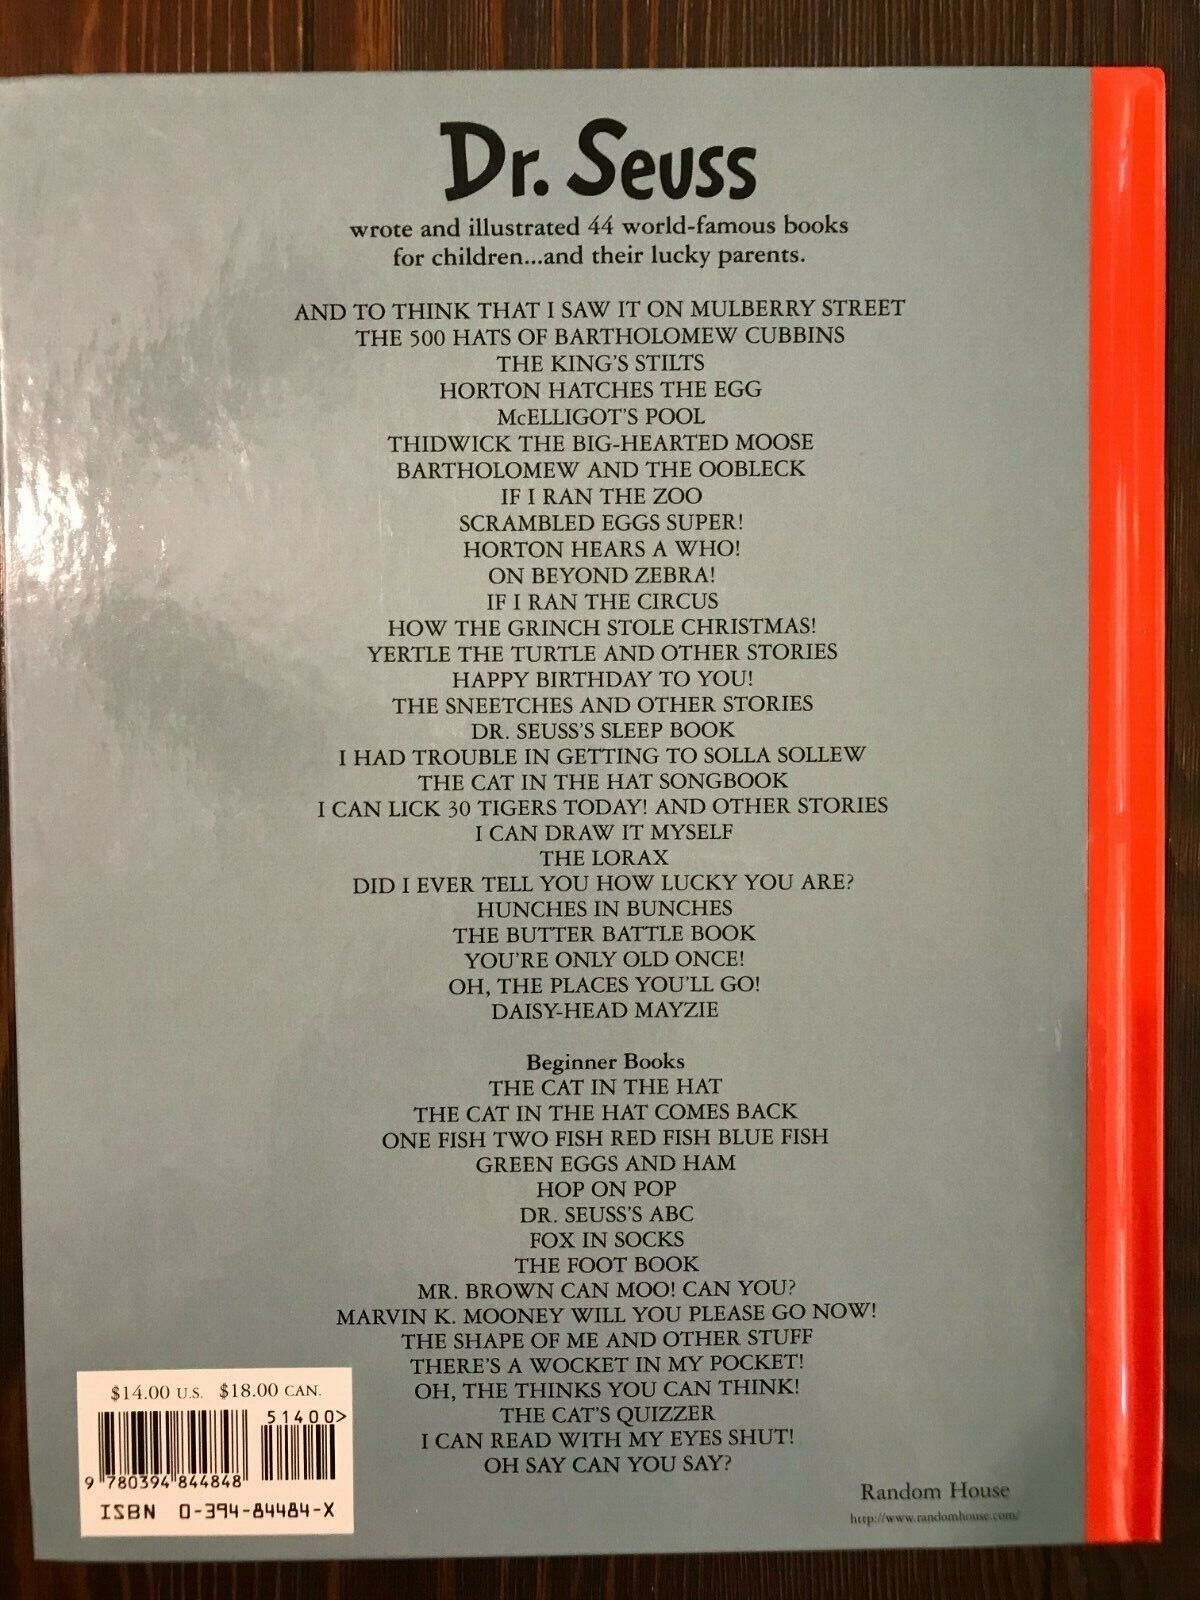 Dr. Seuss
wrote and illustrated 44 world-famous books
for children...and their lucky parents.
AND TO THINK THAT I SAW IT ON MULBERRY STREET
THE 500 HATS OF BARTHOLOMEW CUBBINS
THE KING'S STILTS
HORTON HATCHES THE EGG
McELLIGOT'S POOL
THIDWICK THE BIG-HEARTED MOOSE
BARTHOLOMEW AND THE OOBLECK
IF I RAN THE ZOO
SCRAMBLED EGGS SUPER!
HORTON HEARS A WHO!
ON BEYOND ZEBRA!
IF I RAN THE CIRCUS
HOW THE GRINCH STOLE CHRISTMAS!
YERTLE THE TURTLE AND OTHER STORIES
HAPPY BIRTHDAY TO YOU!
THE SNEETCHES AND OTHER STORIES
DR. SEUSS'S SLEEP BOOK
I HAD TROUBLE IN GETTING TO SOLLA SOLLEW
THE CAT IN THE HAT SONGBOOK
I CAN LICK 30 TIGERS TODAY! AND OTHER STORIES
I CAN DRAW IT MYSELF
THE LORAX
DID I EVER TELL YOU HOW LUCKY YOU ARE?
HUNCHES IN BUNCHES
THE BUTTER BATTLE BOOK
YOU'RE ONLY OLD ONCE!
OH, THE PLACES YOU'LL GO!
DAISY-HEAD MAYZIE
Beginner Books
THE CAT IN THE HAT
THE CAT IN THE HAT COMES BACK
ONE FISH TWO FISH RED FISH BLUE FISH
GREEN EGGS AND HAM
HOP ON POP
DR. SEUSS'S ABC
FOX IN SOCKS
THE FOOT BOOK
MR. BROWN CAN MOO! CAN YOU?
MARVIN K. MOONEY WILL YOU PLEASE GO NOW!
THE SHAPE OF ME AND OTHER STUFF
THERE'S A WOCKET IN MY POCKET!
OH, THE THINKS YOU CAN THINK!
THE CAT'S QUIZZER
I CAN READ WITH MY EYES SHUT!
OH SAY CAN YOU SAY?
$14.00 U.S. $18.00 CAN.
51400>
9 780394 844848
ISBN 0-394-84484-X
Random House
http://www.randomhouse.com/